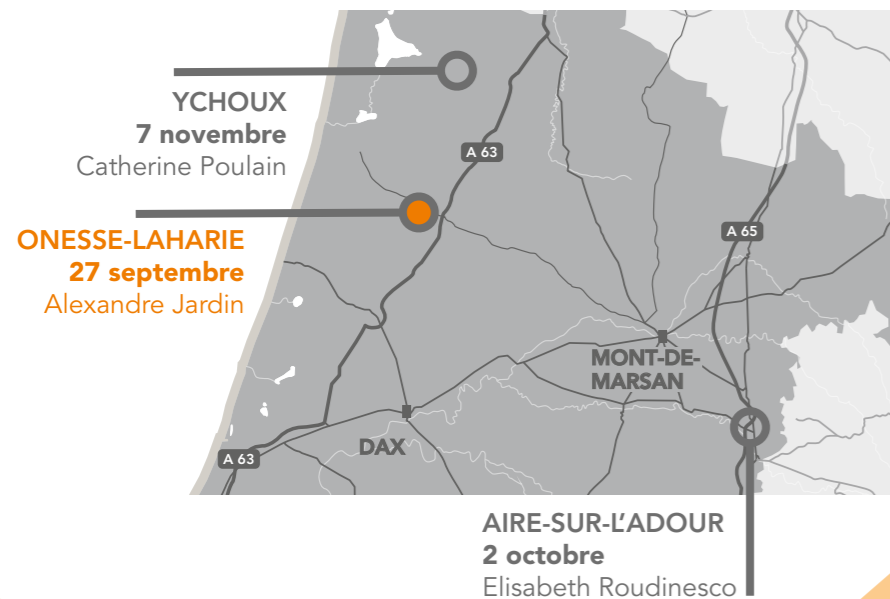 YCHOUX
7 novembre
Catherine Poulain
A 63
ONESSE-LAHARIE
27 septembre
Alexandre Jardin
A 65
MONT-DE-
MARSAN
DAX
A 63
AIRE-SUR-L'ADOUR
2 octobre
Elisabeth Roudinesco